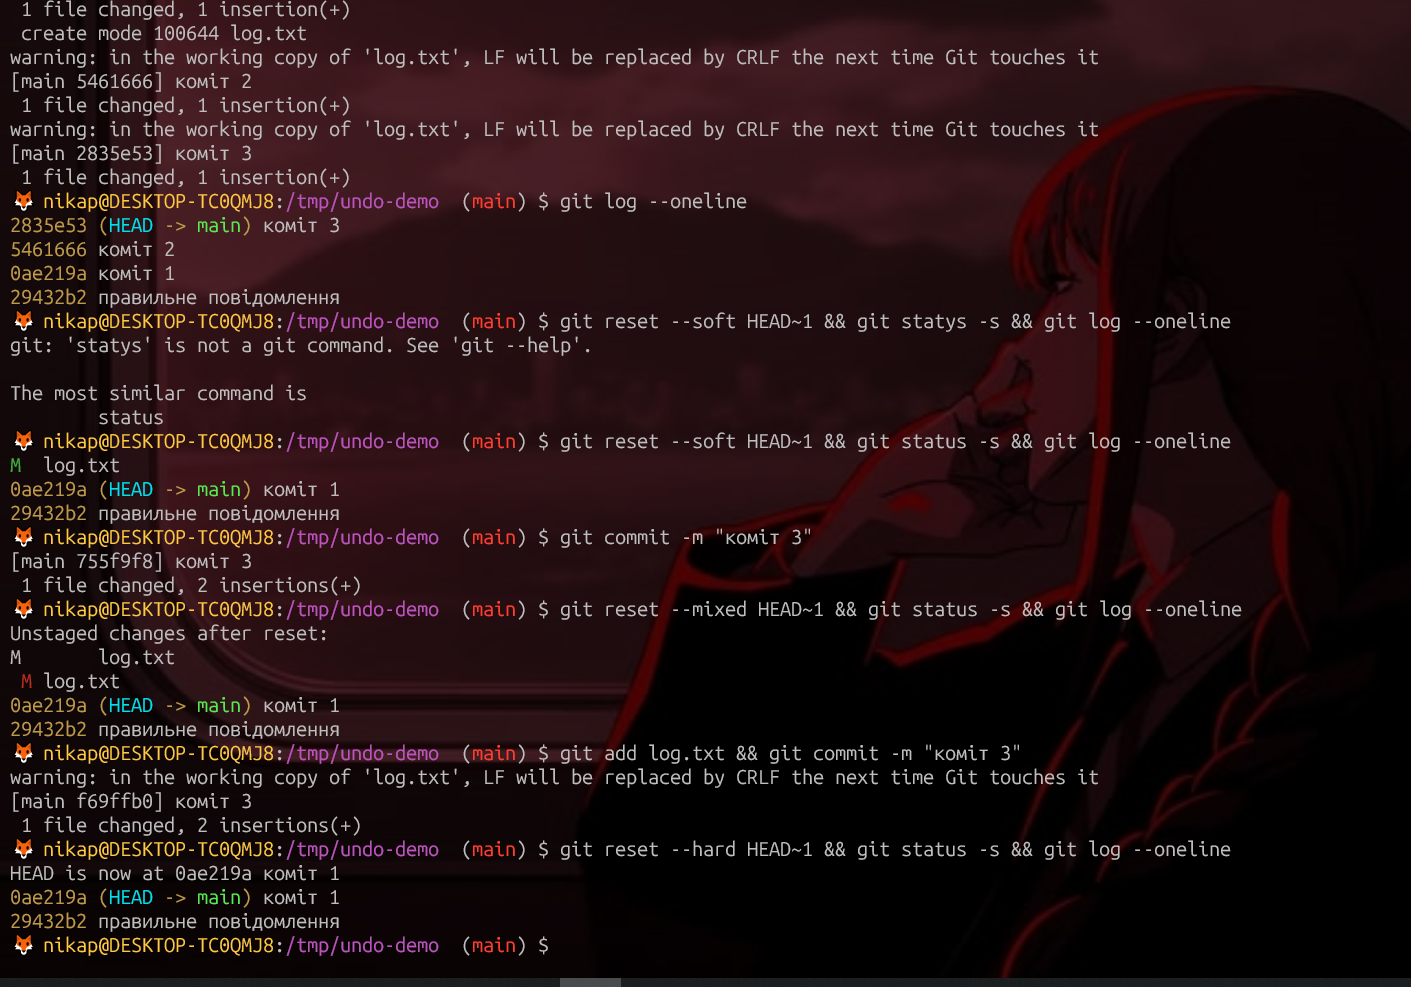 1 file changed, 1 insertion(+)
create mode 100644 log.txt
warning: in the working copy of 'log.txt', LF will be replaced by CRLF the next time Git touches it
[main 5461666] коміт 2
1 file changed, 1 insertion(+)
warning: in the working copy of 'log.txt', LF will be replaced by CRLF the next time Git touches it
[main 2835e53] коміт 3
1 file changed, 1 insertion(+)
🦊 nikap@DESKTOP-TC0QMJ8:/tmp/undo-demo (main) $ git log --oneline
2835e53 (HEAD -> main) коміт 3
5461666 коміт 2
0ae219a коміт 1
29432b2 правильне повідомлення
🦊 nikap@DESKTOP-TC0QMJ8:/tmp/undo-demo (main) $ git reset --soft HEAD~1 && git statys -s && git log --oneline
git: 'statys' is not a git command. See 'git --help'.

The most similar command is
status
🦊 nikap@DESKTOP-TC0QMJ8:/tmp/undo-demo (main) $ git reset --soft HEAD~1 && git status -s && git log --oneline
M log.txt
0ae219a (HEAD -> main) коміт 1
29432b2 правильне повідомлення
🦊 nikap@DESKTOP-TC0QMJ8:/tmp/undo-demo (main) $ git commit -m "коміт 3"
[main 755f9f8] коміт 3
1 file changed, 2 insertions(+)
🦊 nikap@DESKTOP-TC0QMJ8:/tmp/undo-demo (main) $ git reset --mixed HEAD~1 && git status -s && git log --oneline
Unstaged changes after reset:
M log.txt
M log.txt
0ae219a (HEAD -> main) коміт 1
29432b2 правильне повідомлення
🦊 nikap@DESKTOP-TC0QMJ8:/tmp/undo-demo (main) $ git add log.txt && git commit -m "коміт 3"
warning: in the working copy of 'log.txt', LF will be replaced by CRLF the next time Git touches it
[main f69ffb0] коміт 3
1 file changed, 2 insertions(+)
🦊 nikap@DESKTOP-TC0QMJ8:/tmp/undo-demo (main) $ git reset --hard HEAD~1 && git status -s && git log --oneline
HEAD is now at 0ae219a коміт 1
0ae219a (HEAD -> main) коміт 1
29432b2 правильне повідомлення
🦊 nikap@DESKTOP-TC0QMJ8:/tmp/undo-demo (main) $